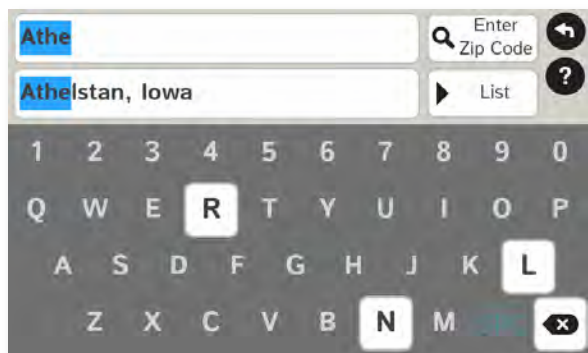 Athe
Enter
Zip Code
?
Athelstan, Iowa
List
1 2 3 4 5 6 7 8 9 0
Q W E R T Y U I O P
A S D F G H J K L
Z X C V B N M